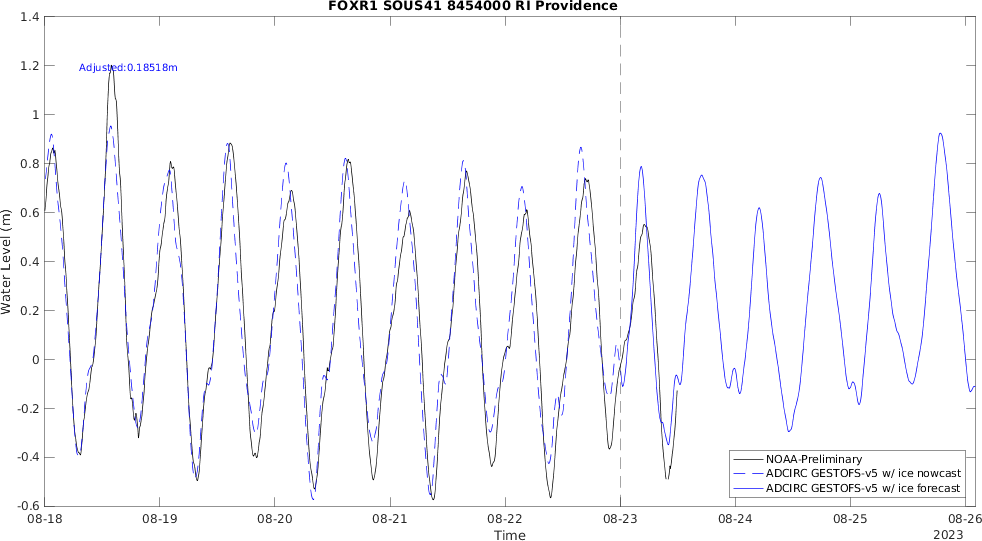 FOXR1 SOUS41 8454000 RI Providence
1.4
1.2
1
0.8
0.6
0.4
0.2
0
-0.2
-0.4
-0.6
Water Level (m)
Adjusted:0.18518m
NOAA-Preliminary
ADCIRC GESTOFS-v5 w/ ice nowcast
ADCIRC GESTOFS-v5 w/ ice forecast
08-18 08-19 08-20 08-21 08-22 08-23 08-24 08-25 08-26
Time
2023